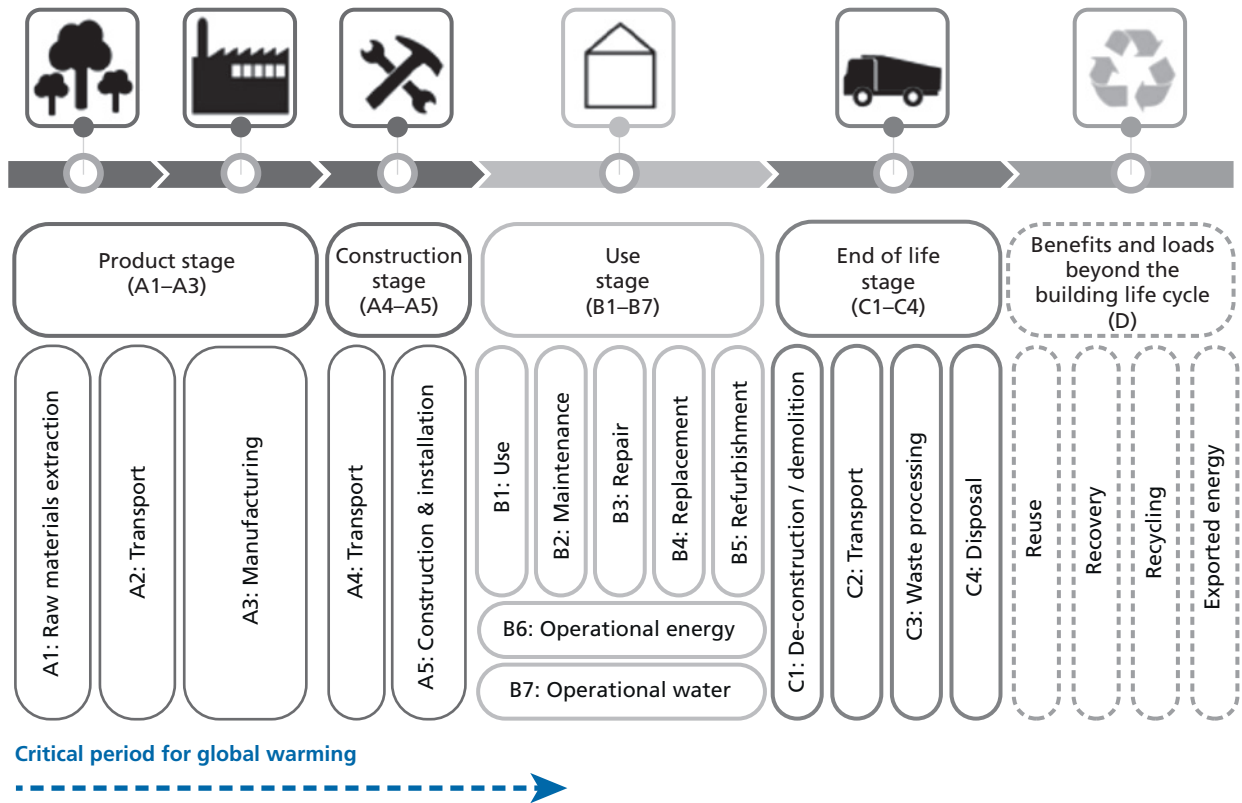 Product stage
(A1–A3)
Construction
stage
(A4–A5)
Use
stage
(B1–B7)
End of life
stage
(C1–C4)
Benefits and loads
beyond the
building life cycle
(D)
A1: Raw materials extraction
A2: Transport
A3: Manufacturing
A4: Transport
A5: Construction & installation
B1: Use
B2: Maintenance
B3: Repair
B4: Replacement
B5: Refurbishment
B6: Operational energy
B7: Operational water
C1: De-construction / demolition
C2: Transport
C3: Waste processing
C4: Disposal
Reuse
Recovery
Recycling
Exported energy
Critical period for global warming